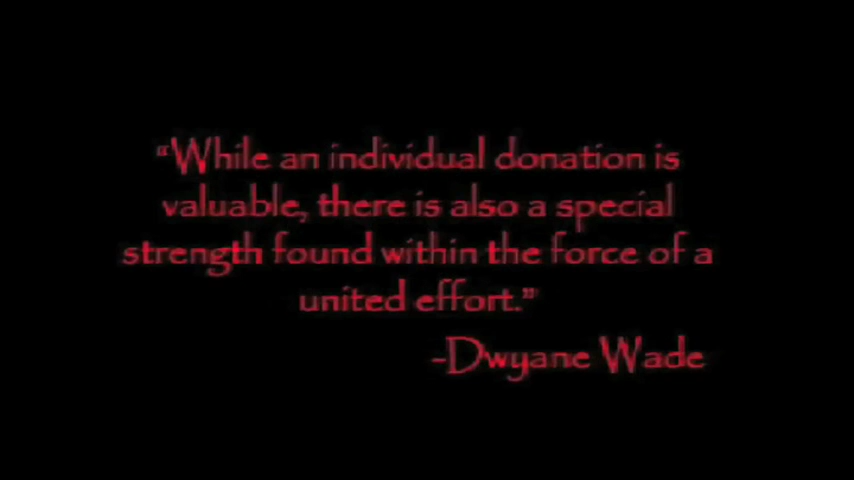 “While an individual donation is
valuable, there is also a special
strength found within the force of a
united effort.”
-Dwyane Wade